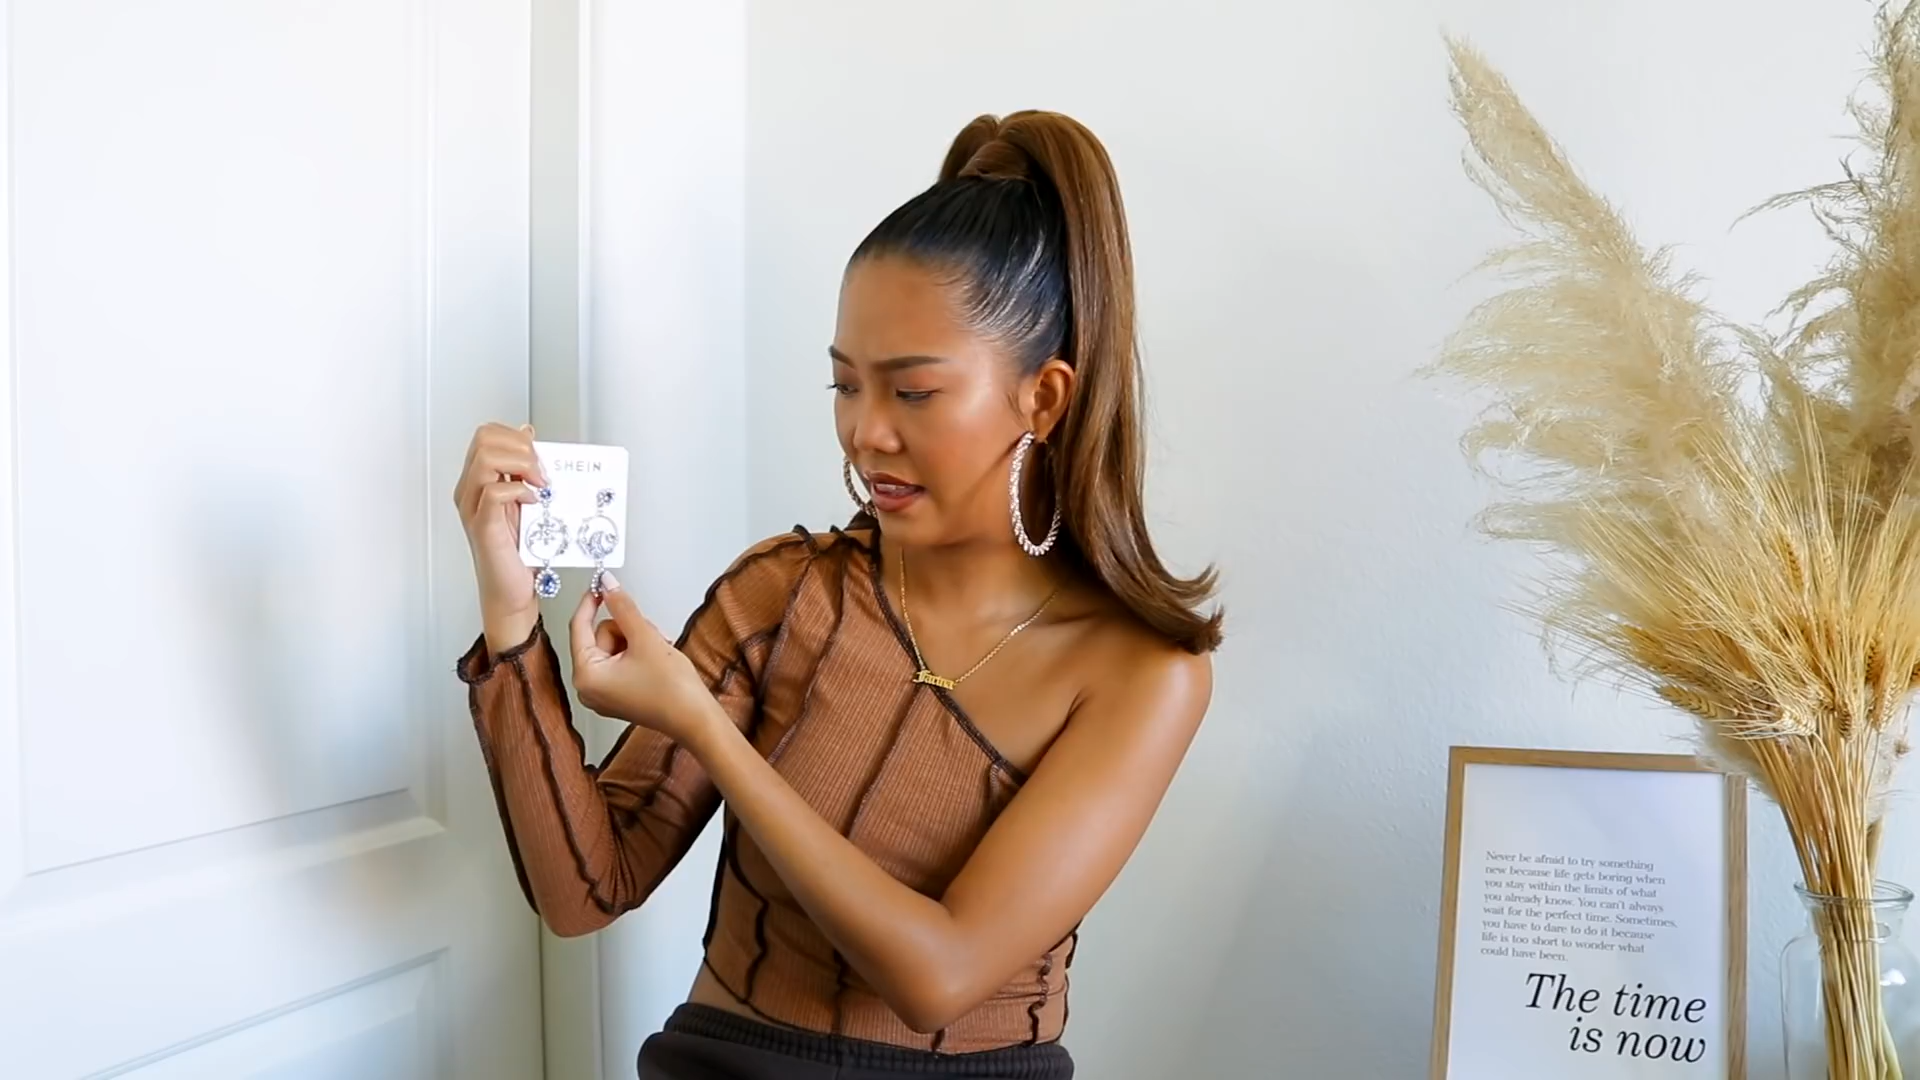 SHEIN
Farina
Never be afraid to try something
new because life gets boring when
you stay within the limits of what
you already know. You can't always
wait for the perfect time. Sometimes,
you have to dare to do it because
life is too short to wonder what
could have been.
The time
is now